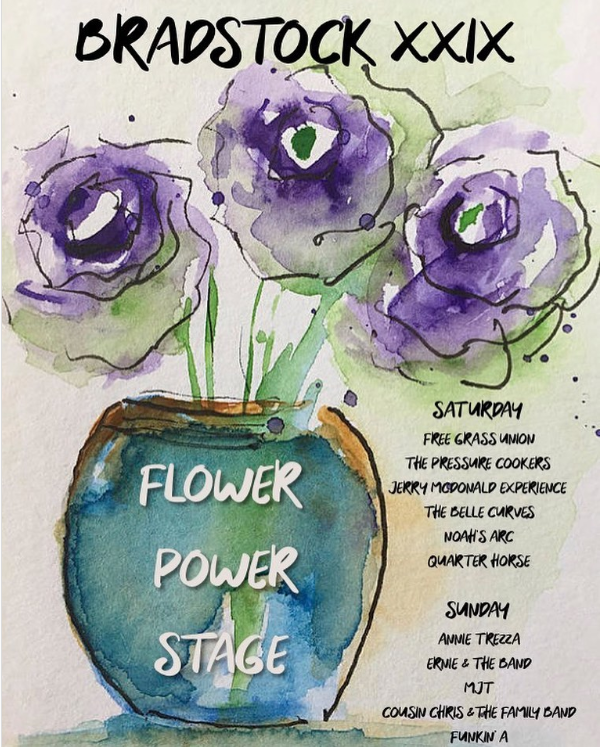 BRADSTOCK XXIX
FLOWER
POWER
STAGE
SATURDAY
FREE GRASS UNION
THE PRESSURE COOKERS
JERRY MCDONALD EXPERIENCE
THE BELLE CURVES
NOAH'S ARC
QUARTER HORSE
SUNDAY
ANNIE TREZZA
ERNIE & THE BAND
MJT
COUSIN CHRIS & THE FAMILY BAND
FUNKIN' A